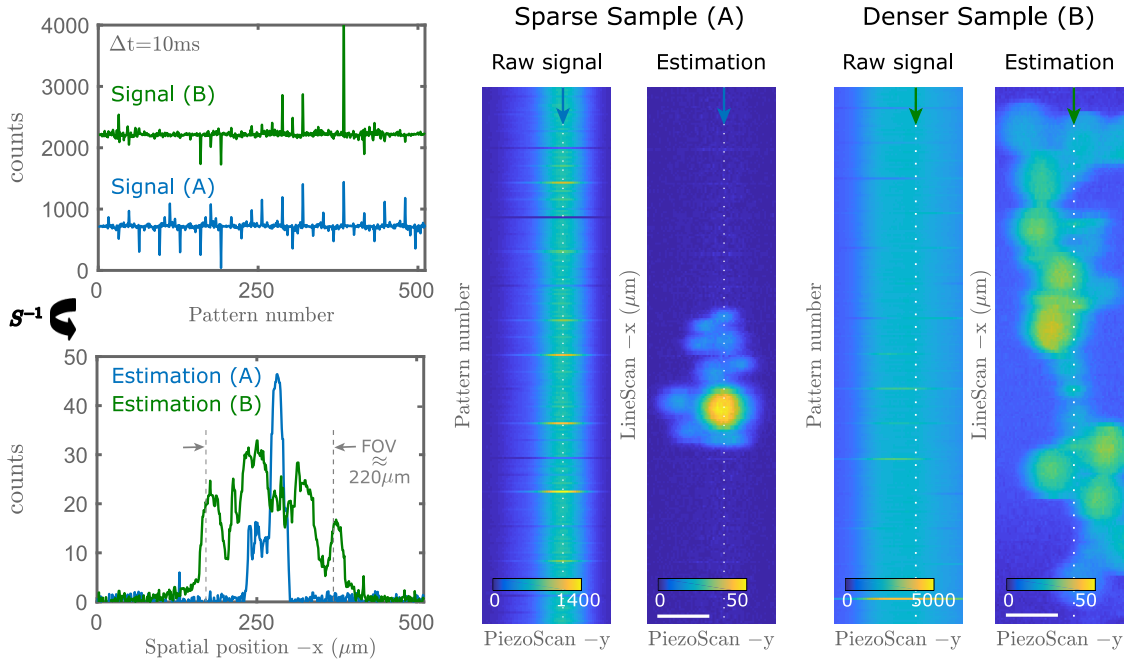 Sparse Sample (A)
Denser Sample (B)
Raw signal
Estimation
Raw signal
Estimation
4000
3000
2000
1000
0
counts
Δt=10ms
Signal (B)
Signal (A)
0
250
500
Pattern number
S⁻¹
50
40
30
20
10
0
counts
Estimation (A)
Estimation (B)
FOV
≈
220μm
0
250
500
Spatial position −x (μm)
Pattern number
0
1400
PiezoScan −y
LineScan −x (μm)
0
50
PiezoScan −y
Pattern number
0
5000
PiezoScan −y
LineScan −x (μm)
0
50
PiezoScan −y